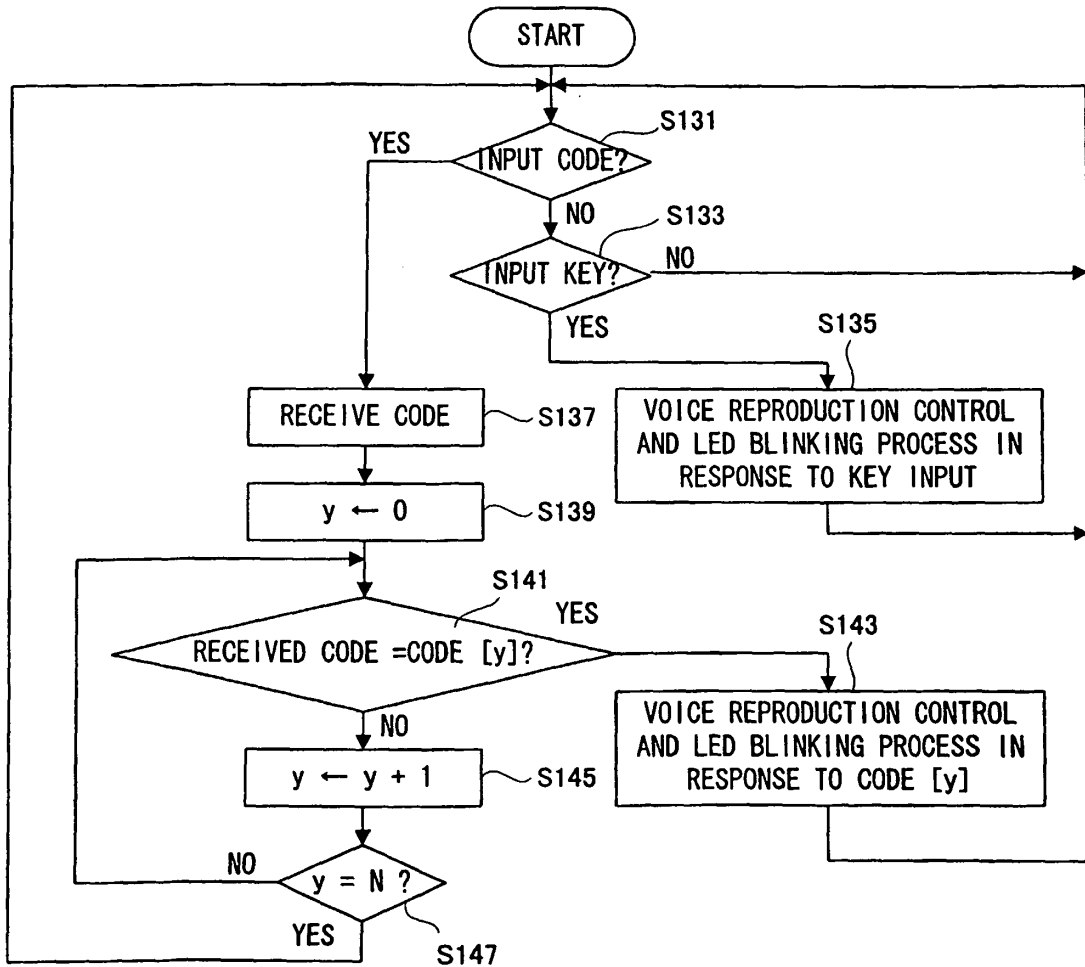 START
S131
YES
INPUT CODE?
NO
S133
INPUT KEY?
NO
YES
S135
RECEIVE CODE
S137
VOICE REPRODUCTION CONTROL
AND LED BLINKING PROCESS IN
RESPONSE TO KEY INPUT
y ← 0
S139
S141
YES
RECEIVED CODE =CODE [y]?
S143
NO
VOICE REPRODUCTION CONTROL
AND LED BLINKING PROCESS IN
RESPONSE TO CODE [y]
y ← y + 1
S145
NO
y = N ?
YES
S147